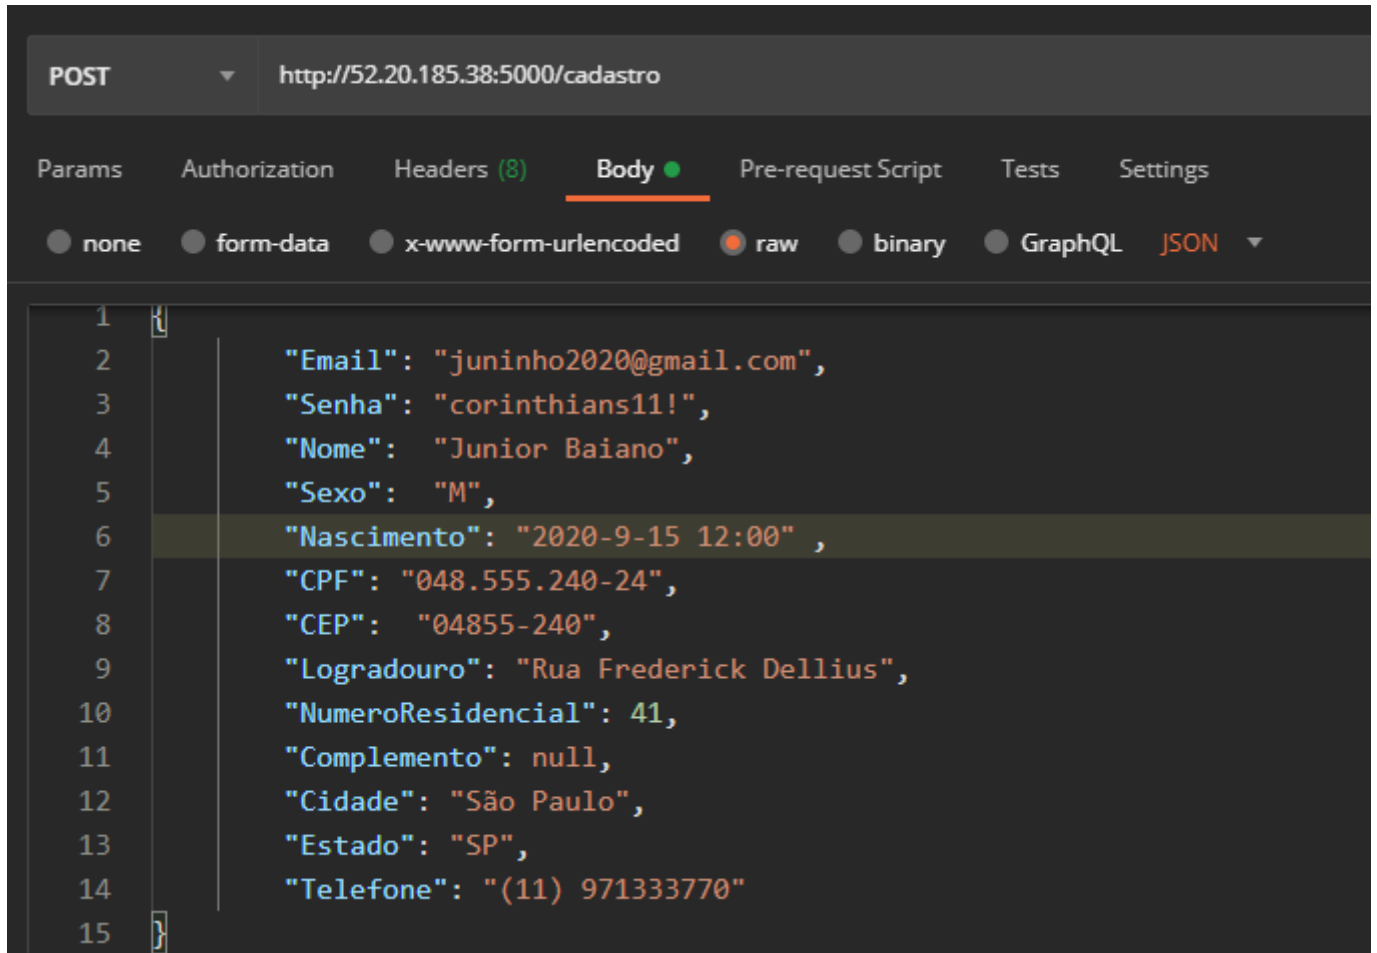 POST http://52.20.185.38:5000/cadastro
Params Authorization Headers (8) Body Pre-request Script Tests Settings
none form-data x-www-form-urlencoded raw binary GraphQL JSON
1 {
2 "Email": "juninho2020@gmail.com",
3 "Senha": "corinthians11!",
4 "Nome":  "Junior Baiano",
5 "Sexo":  "M",
6 "Nascimento": "2020-9-15 12:00" ,
7 "CPF": "048.555.240-24",
8 "CEP":  "04855-240",
9 "Logradouro": "Rua Frederick Dellius",
10 "NumeroResidencial": 41,
11 "Complemento": null,
12 "Cidade": "São Paulo",
13 "Estado": "SP",
14 "Telefone": "(11) 971333770"
15 }